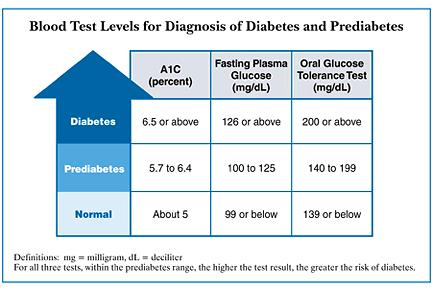 Blood Test Levels for Diagnosis of Diabetes and Prediabetes
A1C
(percent)
Fasting Plasma
Glucose
(mg/dL)
Oral Glucose
Tolerance Test
(mg/dL)
Diabetes
6.5 or above
126 or above
200 or above
Prediabetes
5.7 to 6.4
100 to 125
140 to 199
Normal
About 5
99 or below
139 or below
Definitions: mg = milligram, dL = deciliter
For all three tests, within the prediabetes range, the higher the test result, the greater the risk of diabetes.